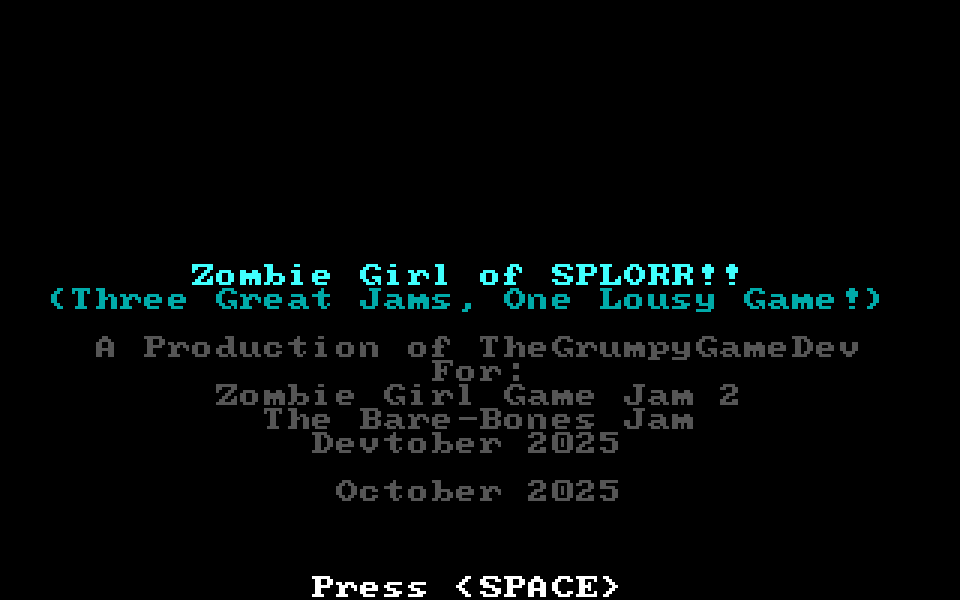 Zombie Girl of SPLORR!!
(Three Great Jams, One Lousy Game!)
A Production of TheGrumpyGameDev
For:
Zombie Girl Game Jam 2
The Bare-Bones Jam
Devtober 2025
October 2025
Press <SPACE>